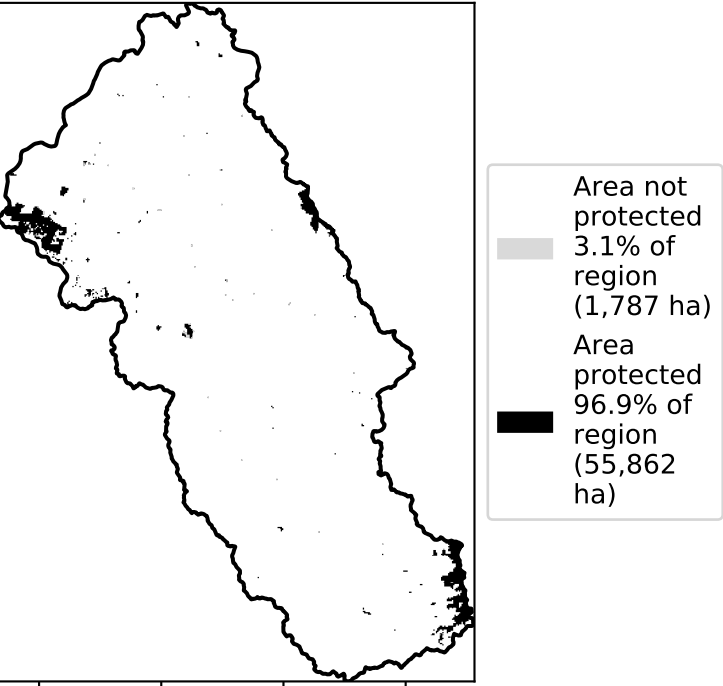 Area not
protected
3.1% of
region
(1,787 ha)
Area
protected
96.9% of
region
(55,862
ha)